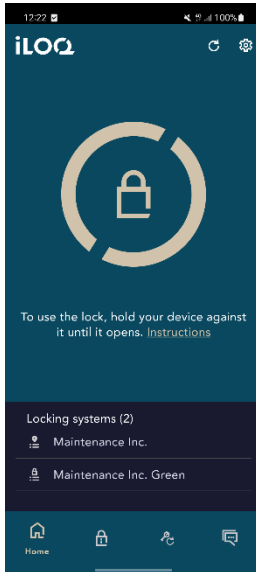 12:22 100%
iLOQ
To use the lock, hold your device against
it until it opens. Instructions
Locking systems (2)
Maintenance Inc.
Maintenance Inc. Green
Home